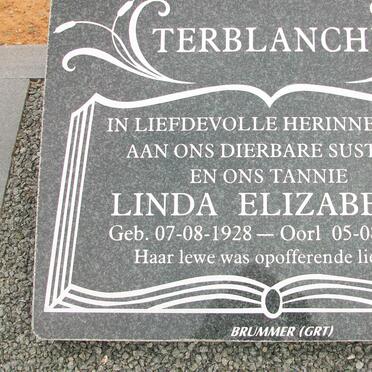 TERBLANCH
IN LIEFDEVOLLE HERINNE
AAN ONS DIERBARE SUST
EN ONS TANNIE
LINDA ELIZABE
Geb. 07-08-1928 — Oorl 05-0
Haar lewe was opofferende li
BRUMMER (GRT)